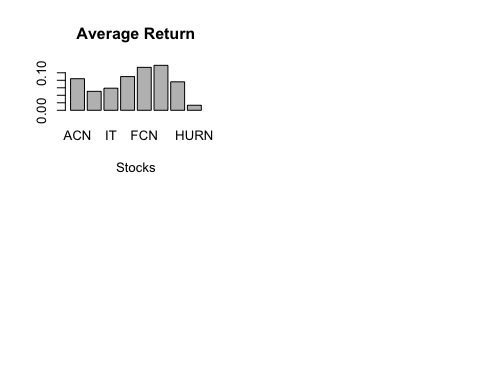 Average Return
0.10
0.00
ACN IT FCN HURN
Stocks